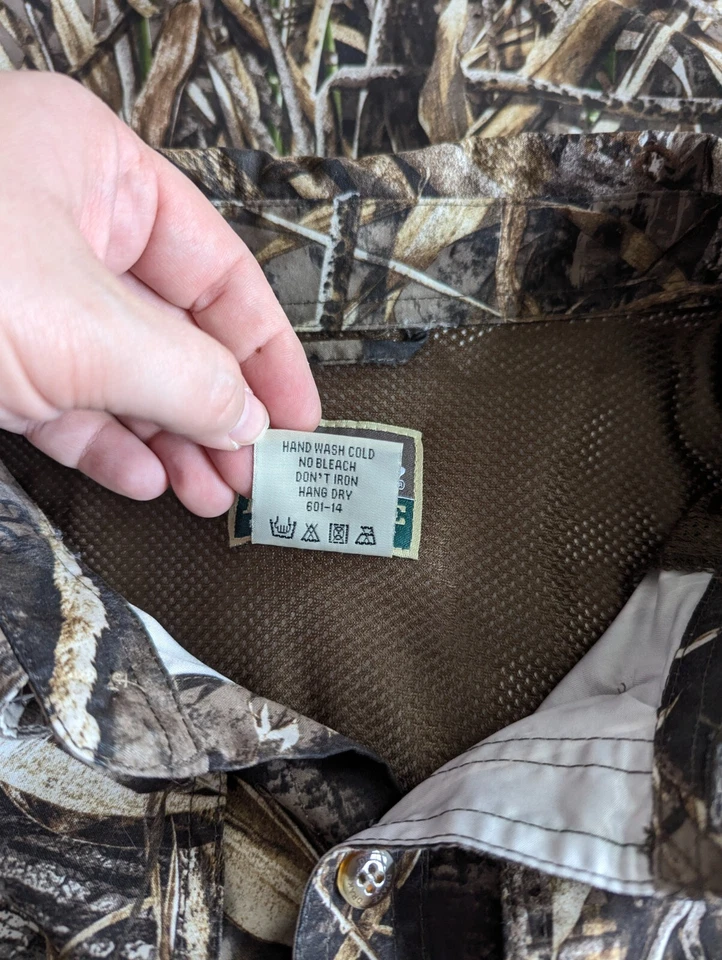 HAND WASH COLD
NO BLEACH
DON'T IRON
HANG DRY
601-14